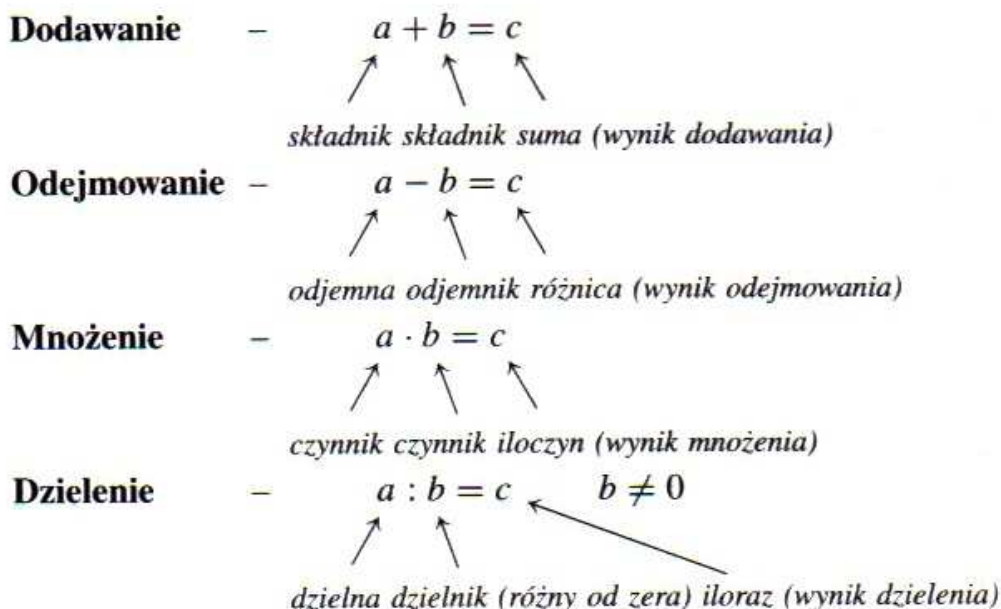 Dodawanie – a + b = c
składnik składnik suma (wynik dodawania)
Odejmowanie – a − b = c
odjemna odjemnik różnica (wynik odejmowania)
Mnożenie – a · b = c
czynnik czynnik iloczyn (wynik mnożenia)
Dzielenie – a : b = c b ≠ 0
dzielna dzielnik (różny od zera) iloraz (wynik dzielenia)